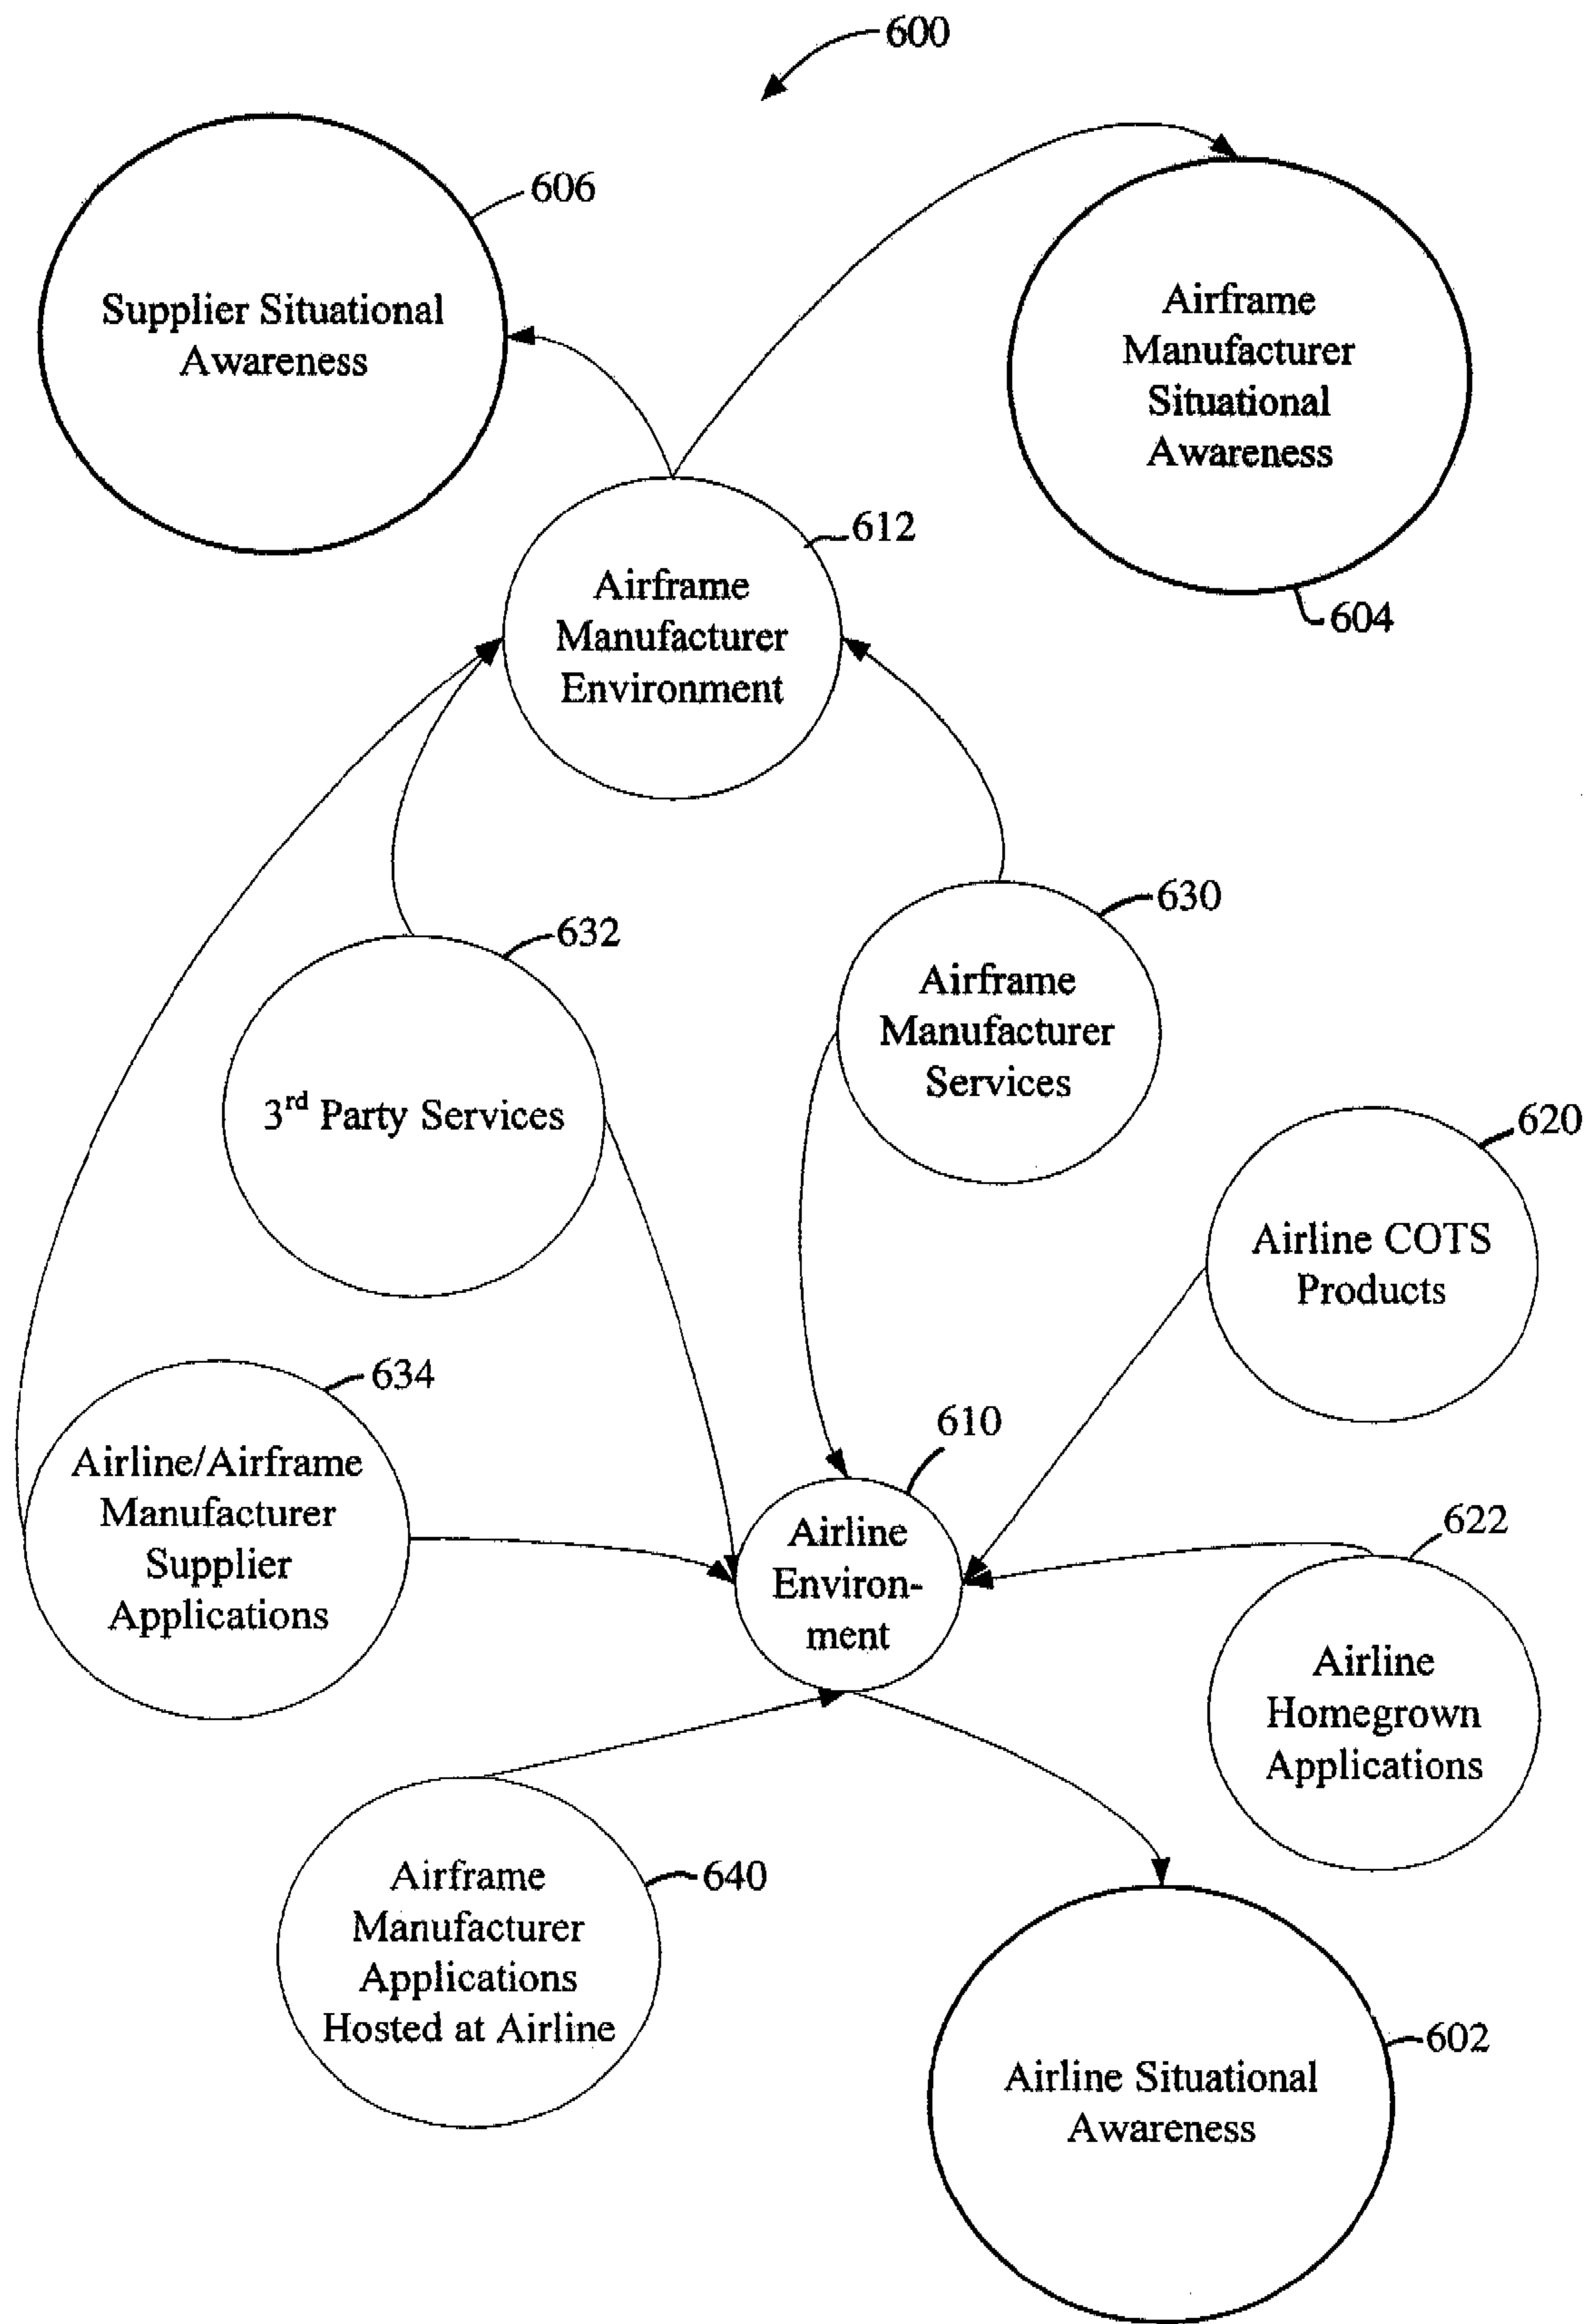 600
606
Supplier Situational
Awareness
Airframe
Manufacturer
Situational
Awareness
604
612
Airframe
Manufacturer
Environment
630
632
Airframe
Manufacturer
Services
3rd Party Services
620
Airline COTS
Products
634
Airline/Airframe
Manufacturer
Supplier
Applications
610
Airline
Environ-
ment
622
Airline
Homegrown
Applications
640
Airframe
Manufacturer
Applications
Hosted at Airline
602
Airline Situational
Awareness